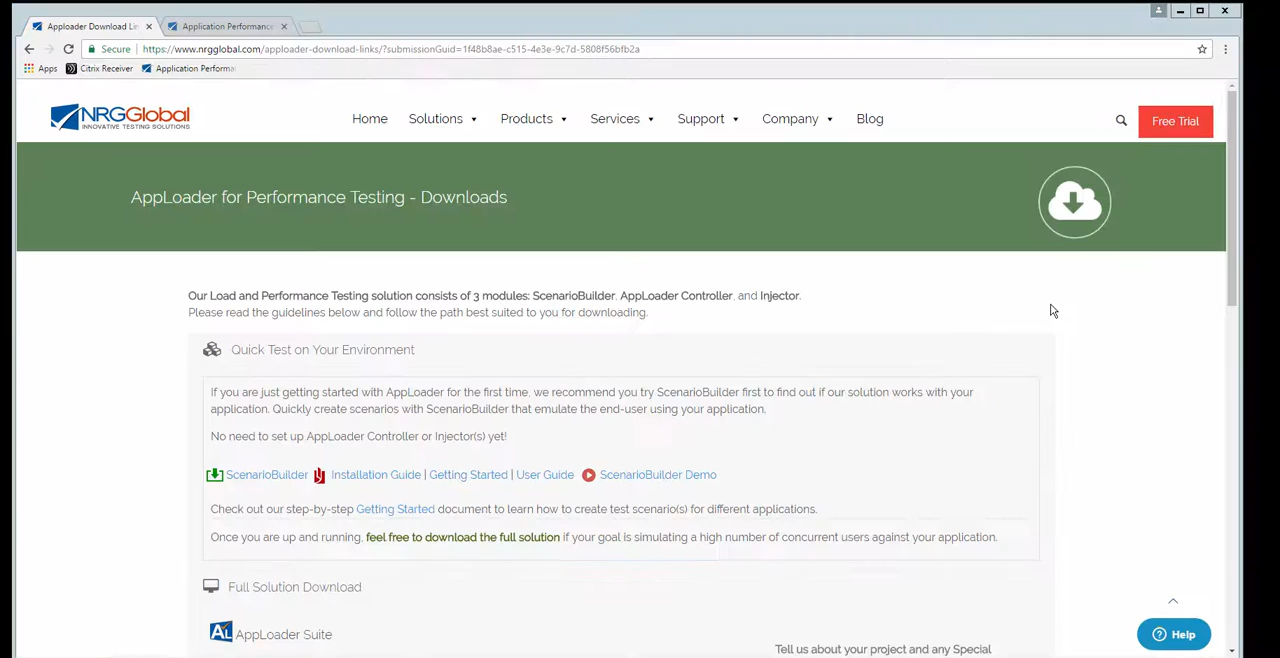 Apploader Download Lin
Application Performance
Secure
https://www.nrgglobal.com/apploader-download-links/?submissionGuid=1f48b8ae-c515-4e3e-9c7d-5808f56bfb2a
Apps
Citrix Receiver
Application Performan
NRGGlobal
INNOVATIVE TESTING SOLUTIONS
Home Solutions Products Services Support Company Blog
Free Trial
AppLoader for Performance Testing - Downloads
Our Load and Performance Testing solution consists of 3 modules: ScenarioBuilder, AppLoader Controller, and Injector.
Please read the guidelines below and follow the path best suited to you for downloading.
Quick Test on Your Environment
If you are just getting started with AppLoader for the first time, we recommend you try ScenarioBuilder first to find out if our solution works with your
application. Quickly create scenarios with ScenarioBuilder that emulate the end-user using your application.
No need to set up AppLoader Controller or Injector(s) yet!
ScenarioBuilder Installation Guide | Getting Started | User Guide ScenarioBuilder Demo
Check out our step-by-step Getting Started document to learn how to create test scenario(s) for different applications.
Once you are up and running, feel free to download the full solution if your goal is simulating a high number of concurrent users against your application.
Full Solution Download
AL AppLoader Suite
Tell us about your project and any Special
Help